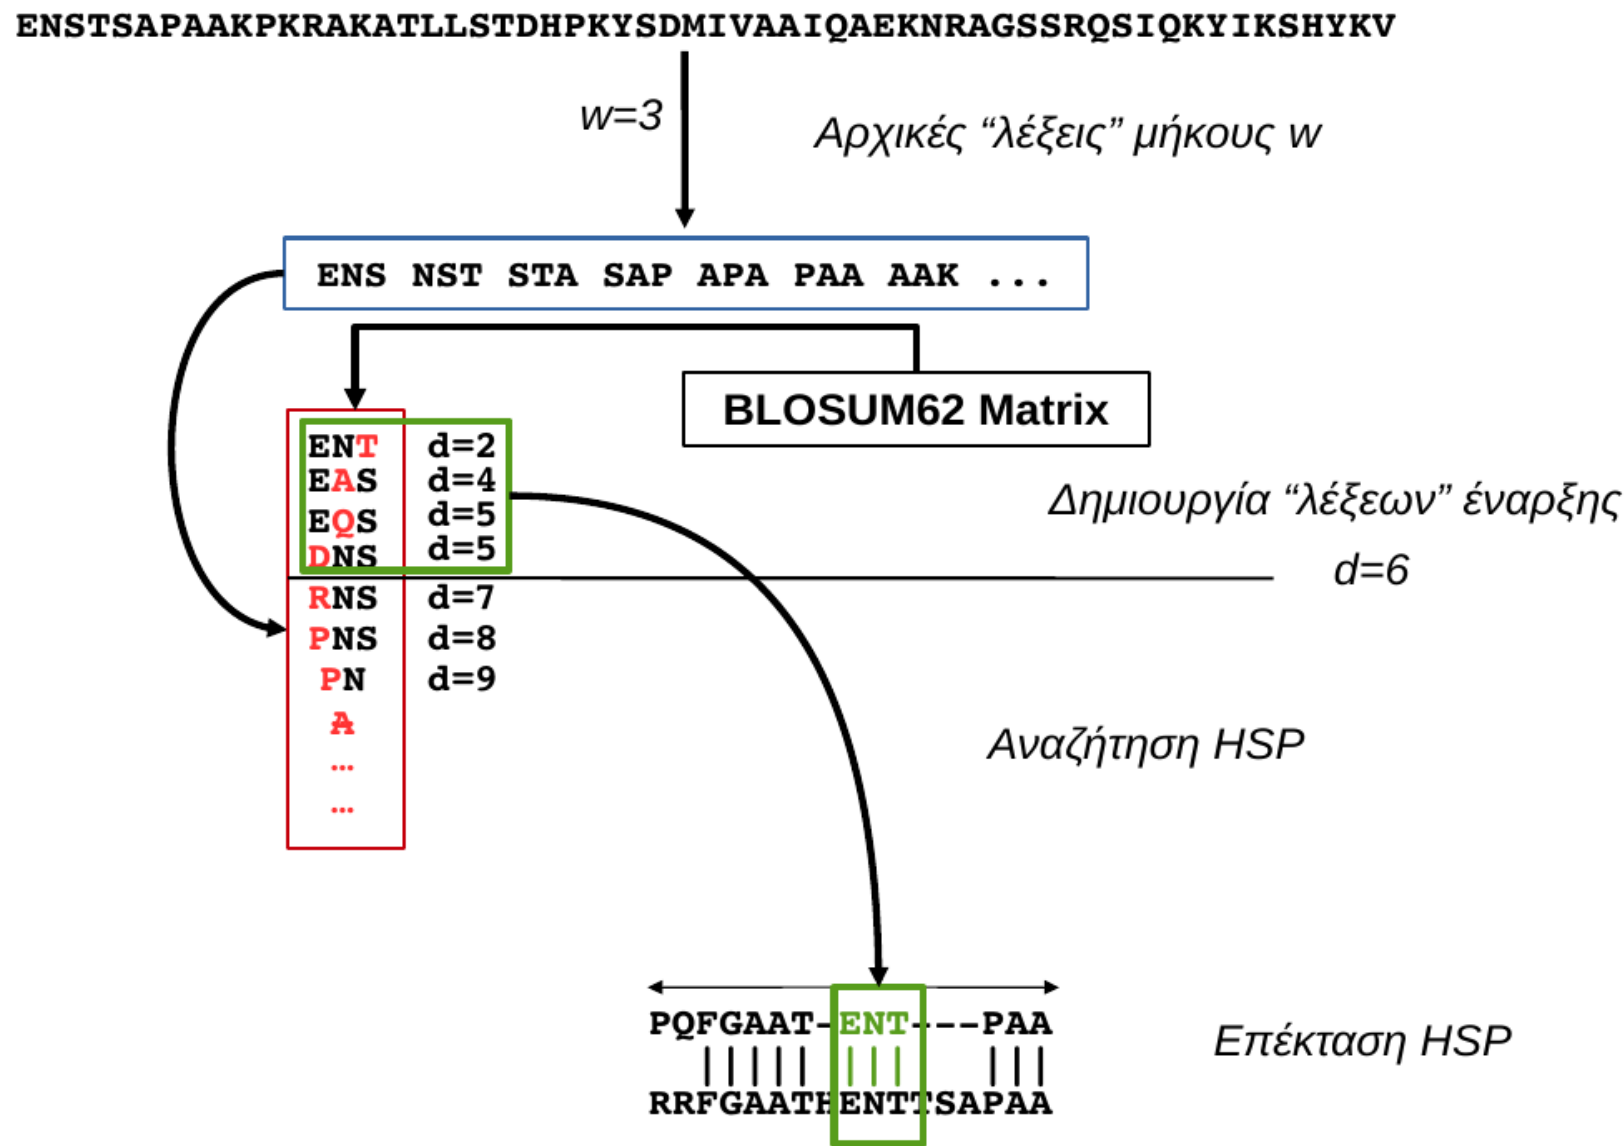 ENSTSAPAAKPKRAKATLLSTDHPKYSDMIVAAIQAEKNRAGSSRQSIQKYIKSHYKV
w=3
Αρχικές “λέξεις” μήκους w
ENS NST STA SAP APA PAA AAK ...
BLOSUM62 Matrix
ENT d=2
EAS d=4
EQS d=5
DNS d=5
Δημιουργία “λέξεων” έναρξης
d=6
RNS d=7
PNS d=8
PN d=9
A
...
...
Αναζήτηση HSP
PQFGAAT-ENT---PAA
RRFGAATHENTTSAPAA
Επέκταση HSP